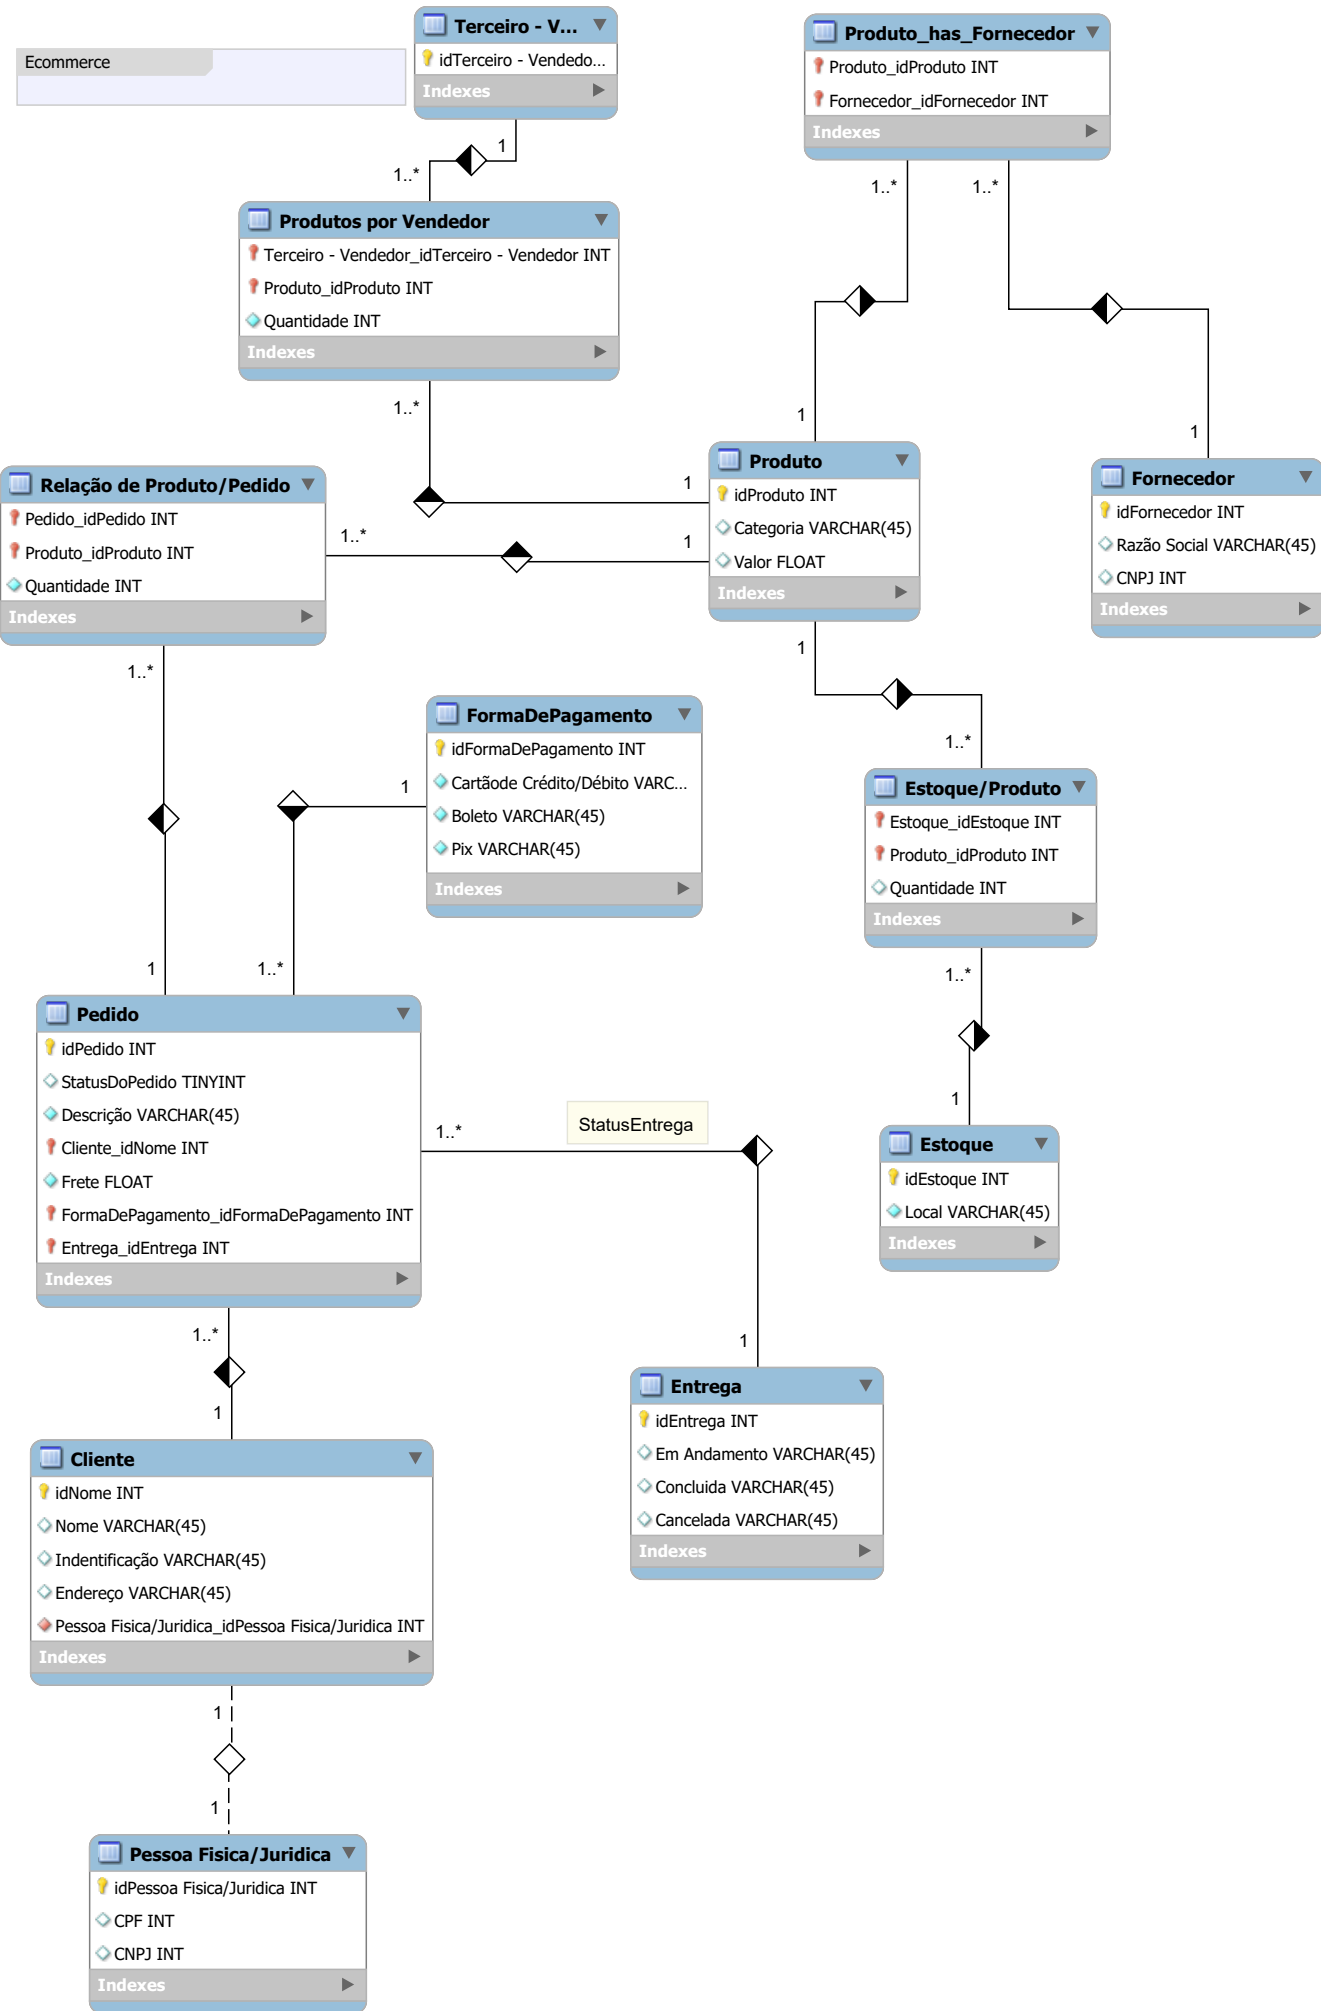 Ecommerce
Terceiro - V...
idTerceiro - Vendedo...
Indexes
Produto_has_Fornecedor
Produto_idProduto INT
Fornecedor_idFornecedor INT
Indexes
1
1..*
1..*
1..*
Produtos por Vendedor
Terceiro - Vendedor_idTerceiro - Vendedor INT
Produto_idProduto INT
Quantidade INT
Indexes
1..*
1
1
1
Relação de Produto/Pedido
Pedido_idPedido INT
Produto_idProduto INT
Quantidade INT
Indexes
1..*
1
Produto
idProduto INT
Categoria VARCHAR(45)
Valor FLOAT
Indexes
Fornecedor
idFornecedor INT
Razão Social VARCHAR(45)
CNPJ INT
Indexes
1..*
1
1..*
FormaDePagamento
idFormaDePagamento INT
Cartãode Crédito/Débito VARC...
Boleto VARCHAR(45)
Pix VARCHAR(45)
Indexes
1
Estoque/Produto
Estoque_idEstoque INT
Produto_idProduto INT
Quantidade INT
Indexes
1
1..*
1..*
Pedido
idPedido INT
StatusDoPedido TINYINT
Descrição VARCHAR(45)
Cliente_idNome INT
Frete FLOAT
FormaDePagamento_idFormaDePagamento INT
Entrega_idEntrega INT
Indexes
1..*
StatusEntrega
1
Estoque
idEstoque INT
Local VARCHAR(45)
Indexes
1..*
1
1
Entrega
idEntrega INT
Em Andamento VARCHAR(45)
Concluida VARCHAR(45)
Cancelada VARCHAR(45)
Indexes
Cliente
idNome INT
Nome VARCHAR(45)
Indentificação VARCHAR(45)
Endereço VARCHAR(45)
Pessoa Fisica/Juridica_idPessoa Fisica/Juridica INT
Indexes
1
1
Pessoa Fisica/Juridica
idPessoa Fisica/Juridica INT
CPF INT
CNPJ INT
Indexes